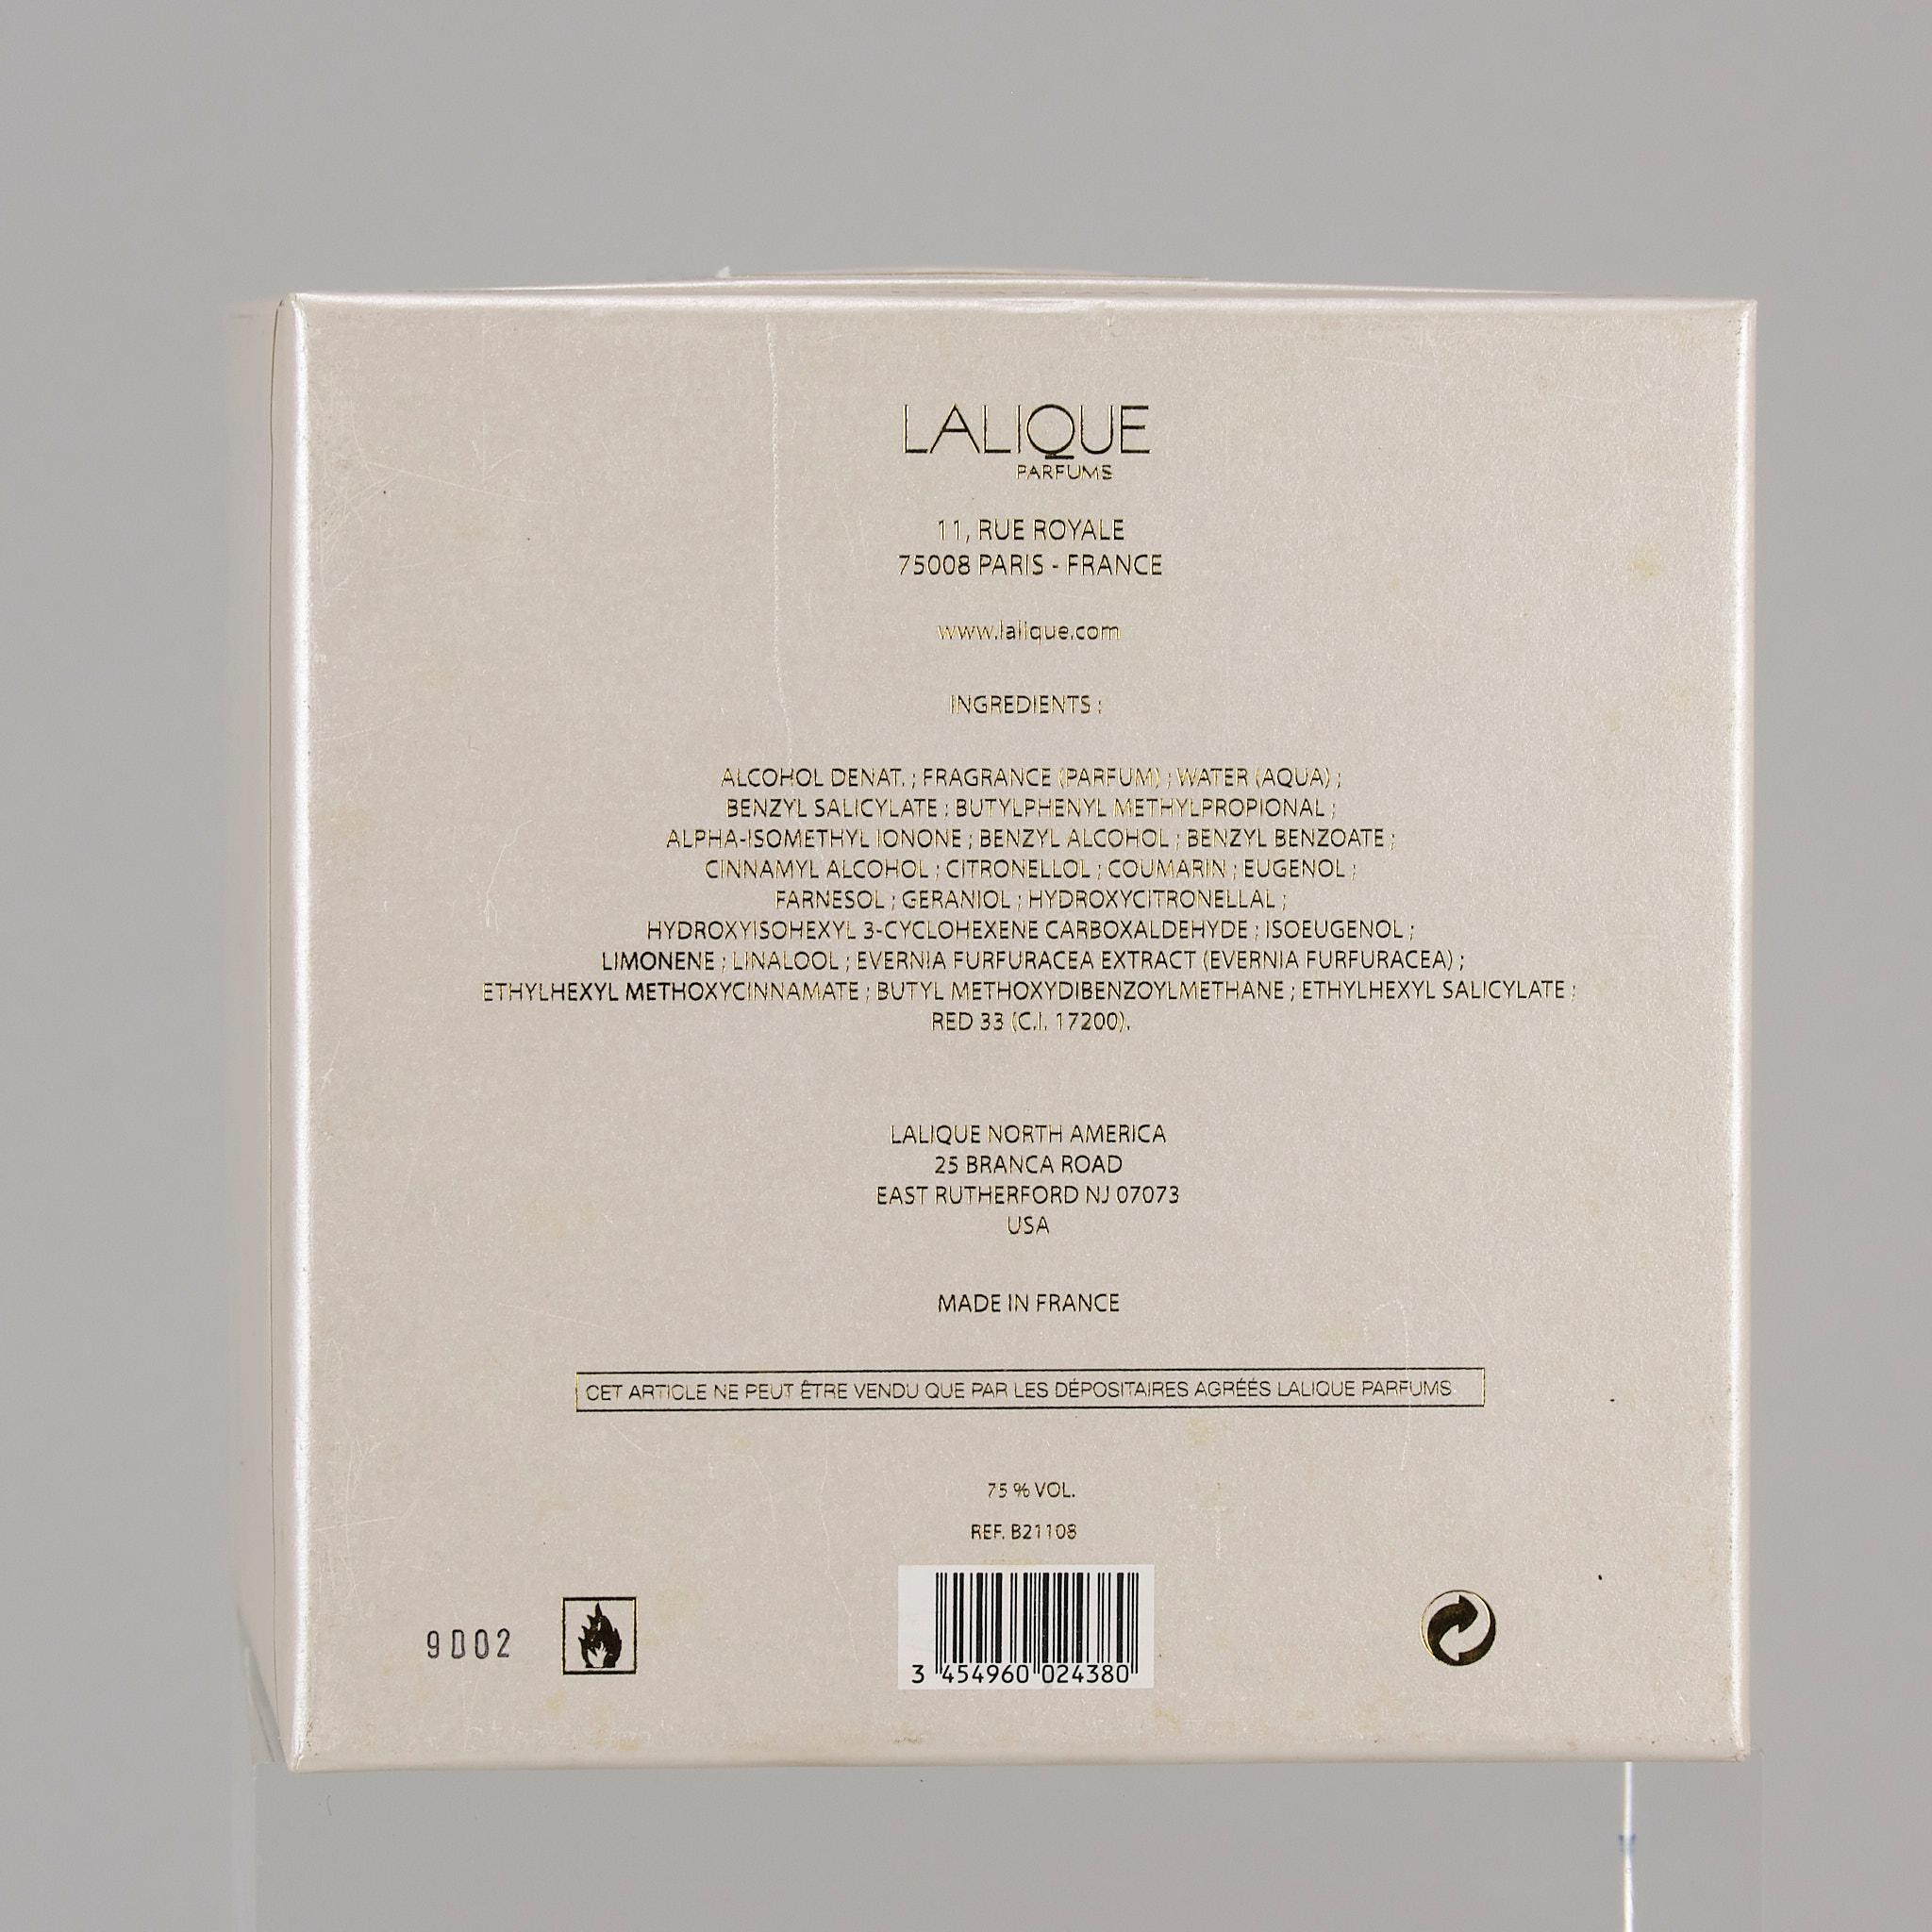 LALIQUE
PARFUMS
11, RUE ROYALE
75008 PARIS - FRANCE
www.lalique.com
INGREDIENTS :
ALCOHOL DENAT. ; FRAGRANCE (PARFUM) ; WATER (AQUA) ;
BENZYL SALICYLATE ; BUTYLPHENYL METHYLPROPIONAL ;
ALPHA-ISOMETHYL IONONE ; BENZYL ALCOHOL ; BENZYL BENZOATE ;
CINNAMYL ALCOHOL ; CITRONELLOL ; COUMARIN ; EUGENOL ;
FARNESOL ; GERANIOL ; HYDROXYCITRONELLAL ;
HYDROXYISOHEXYL 3-CYCLOHEXENE CARBOXALDEHYDE ; ISOEUGENOL ;
LIMONENE ; LINALOOL ; EVERNIA FURFURACEA EXTRACT (EVERNIA FURFURACEA) ;
ETHYLHEXYL METHOXYCINNAMATE ; BUTYL METHOXYDIBENZOYLMETHANE ; ETHYLHEXYL SALICYLATE ;
RED 33 (C.I. 17200).
LALIQUE NORTH AMERICA
25 BRANCA ROAD
EAST RUTHERFORD NJ 07073
USA
MADE IN FRANCE
CET ARTICLE NE PEUT ÊTRE VENDU QUE PAR LES DÉPOSITAIRES AGRÉÉS LALIQUE PARFUMS
75 % VOL.
REF. B21108
9D02
3 454960 024380